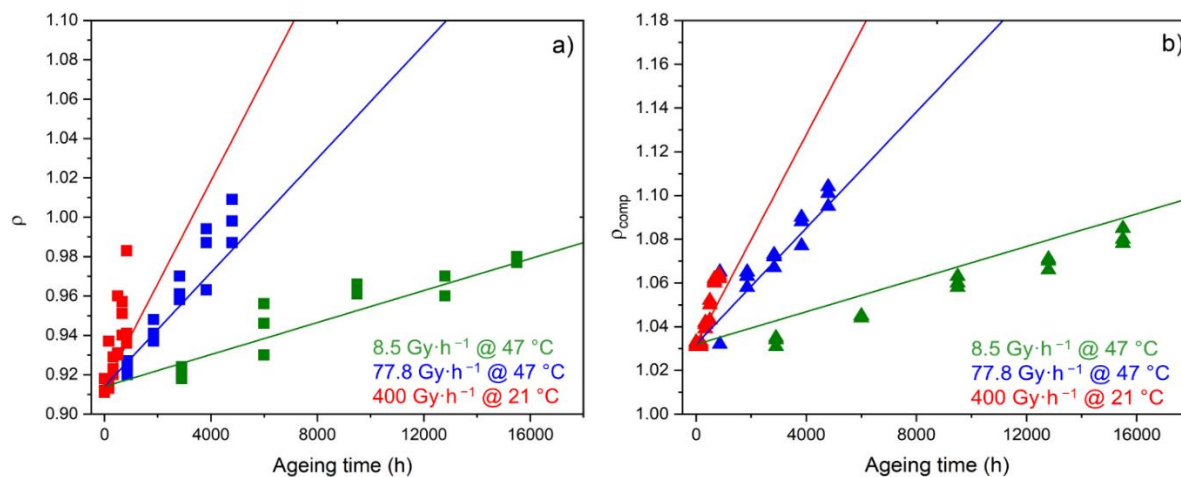 1.10
1.08
1.06
1.04
1.02
1.00
0.98
0.96
0.94
0.92
0.90
ρ
a)
8.5 Gy·h⁻¹ @ 47 °C
77.8 Gy·h⁻¹ @ 47 °C
400 Gy·h⁻¹ @ 21 °C
0 4000 8000 12000 16000
Ageing time (h)
1.18
1.16
1.14
1.12
1.10
1.08
1.06
1.04
1.02
1.00
ρcomp
b)
8.5 Gy·h⁻¹ @ 47 °C
77.8 Gy·h⁻¹ @ 47 °C
400 Gy·h⁻¹ @ 21 °C
0 4000 8000 12000 16000
Ageing time (h)